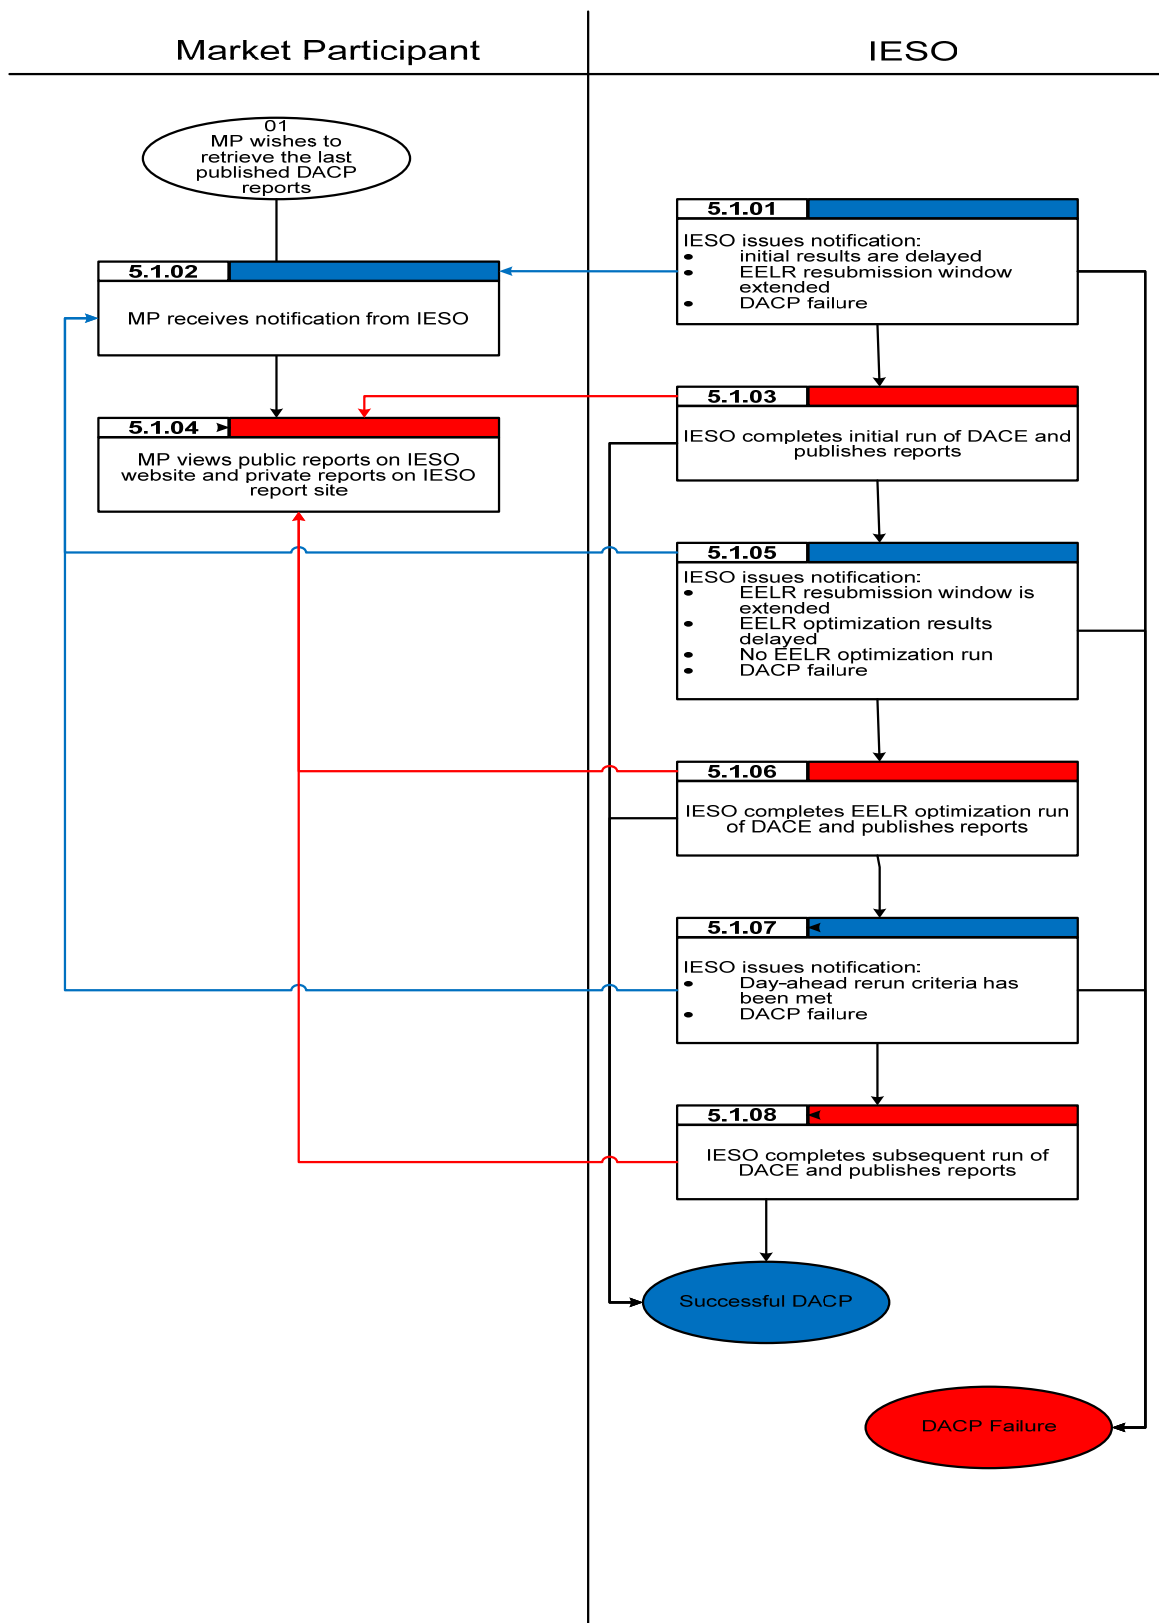 Market Participant
IESO
01
MP wishes to
retrieve the last
published DACP
reports
5.1.02
MP receives notification from IESO
5.1.04
MP views public reports on IESO
website and private reports on IESO
report site
5.1.01
IESO issues notification:
• initial results are delayed
• EELR resubmission window
extended
• DACP failure
5.1.03
IESO completes initial run of DACE and
publishes reports
5.1.05
IESO issues notification:
• EELR resubmission window is
extended
• EELR optimization results
delayed
• No EELR optimization run
• DACP failure
5.1.06
IESO completes EELR optimization run
of DACE and publishes reports
5.1.07
IESO issues notification:
• Day-ahead rerun criteria has
been met
• DACP failure
5.1.08
IESO completes subsequent run of
DACE and publishes reports
Successful DACP
DACP Failure